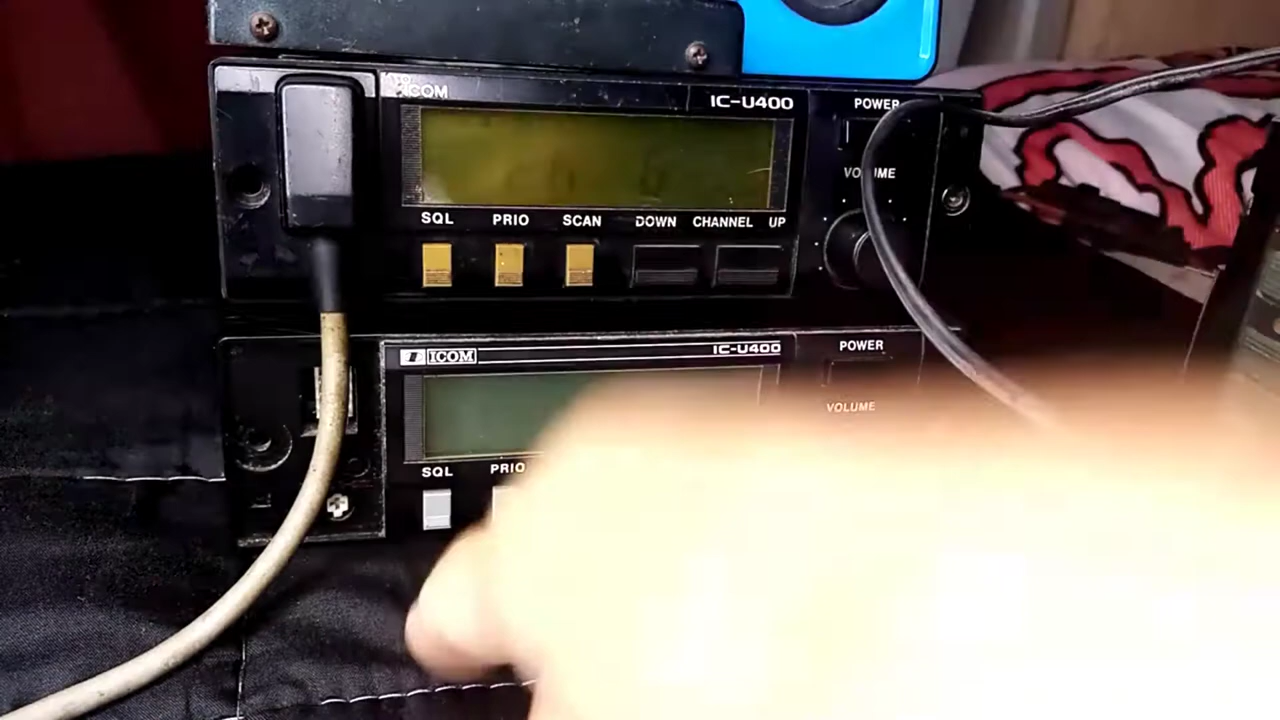 ICOM IC-U400 POWER
VOLUME
SQL PRIO SCAN DOWN CHANNEL UP
ICOM IC-U400 POWER
VOLUME
SQL PRIO